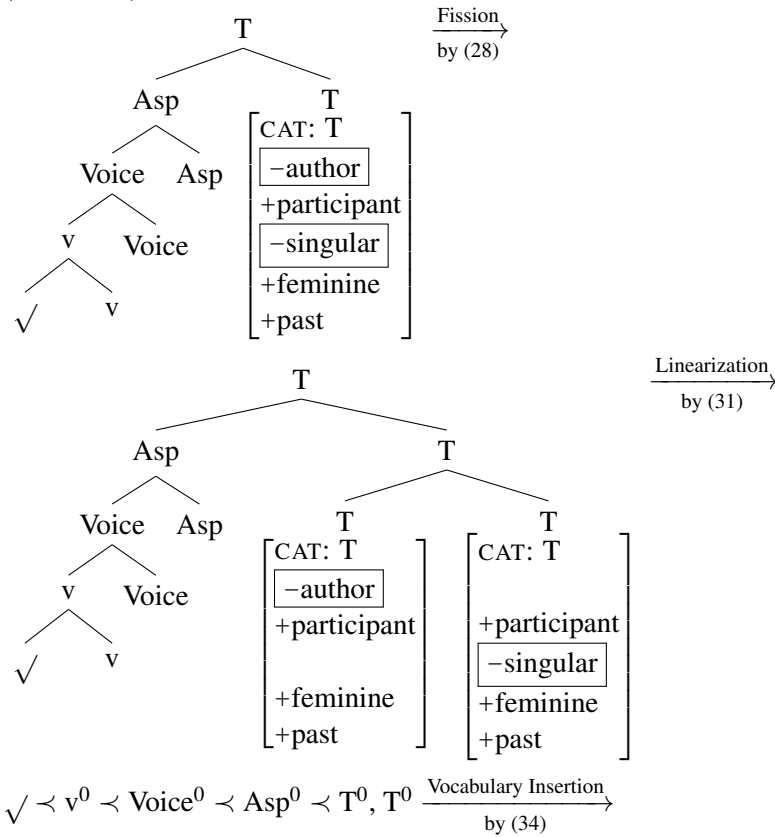 T
Fission
by (28)
Asp T
CAT: T
–author
Voice Asp
+participant
v Voice
–singular
+feminine
√ v
+past
T
Linearization
by (31)
Asp T
Voice Asp T T
CAT: T CAT: T
v Voice –author
+participant +participant
√ v –singular
+feminine +feminine
+past +past
√ ≺ v⁰ ≺ Voice⁰ ≺ Asp⁰ ≺ T⁰, T⁰ Vocabulary Insertion
by (34)